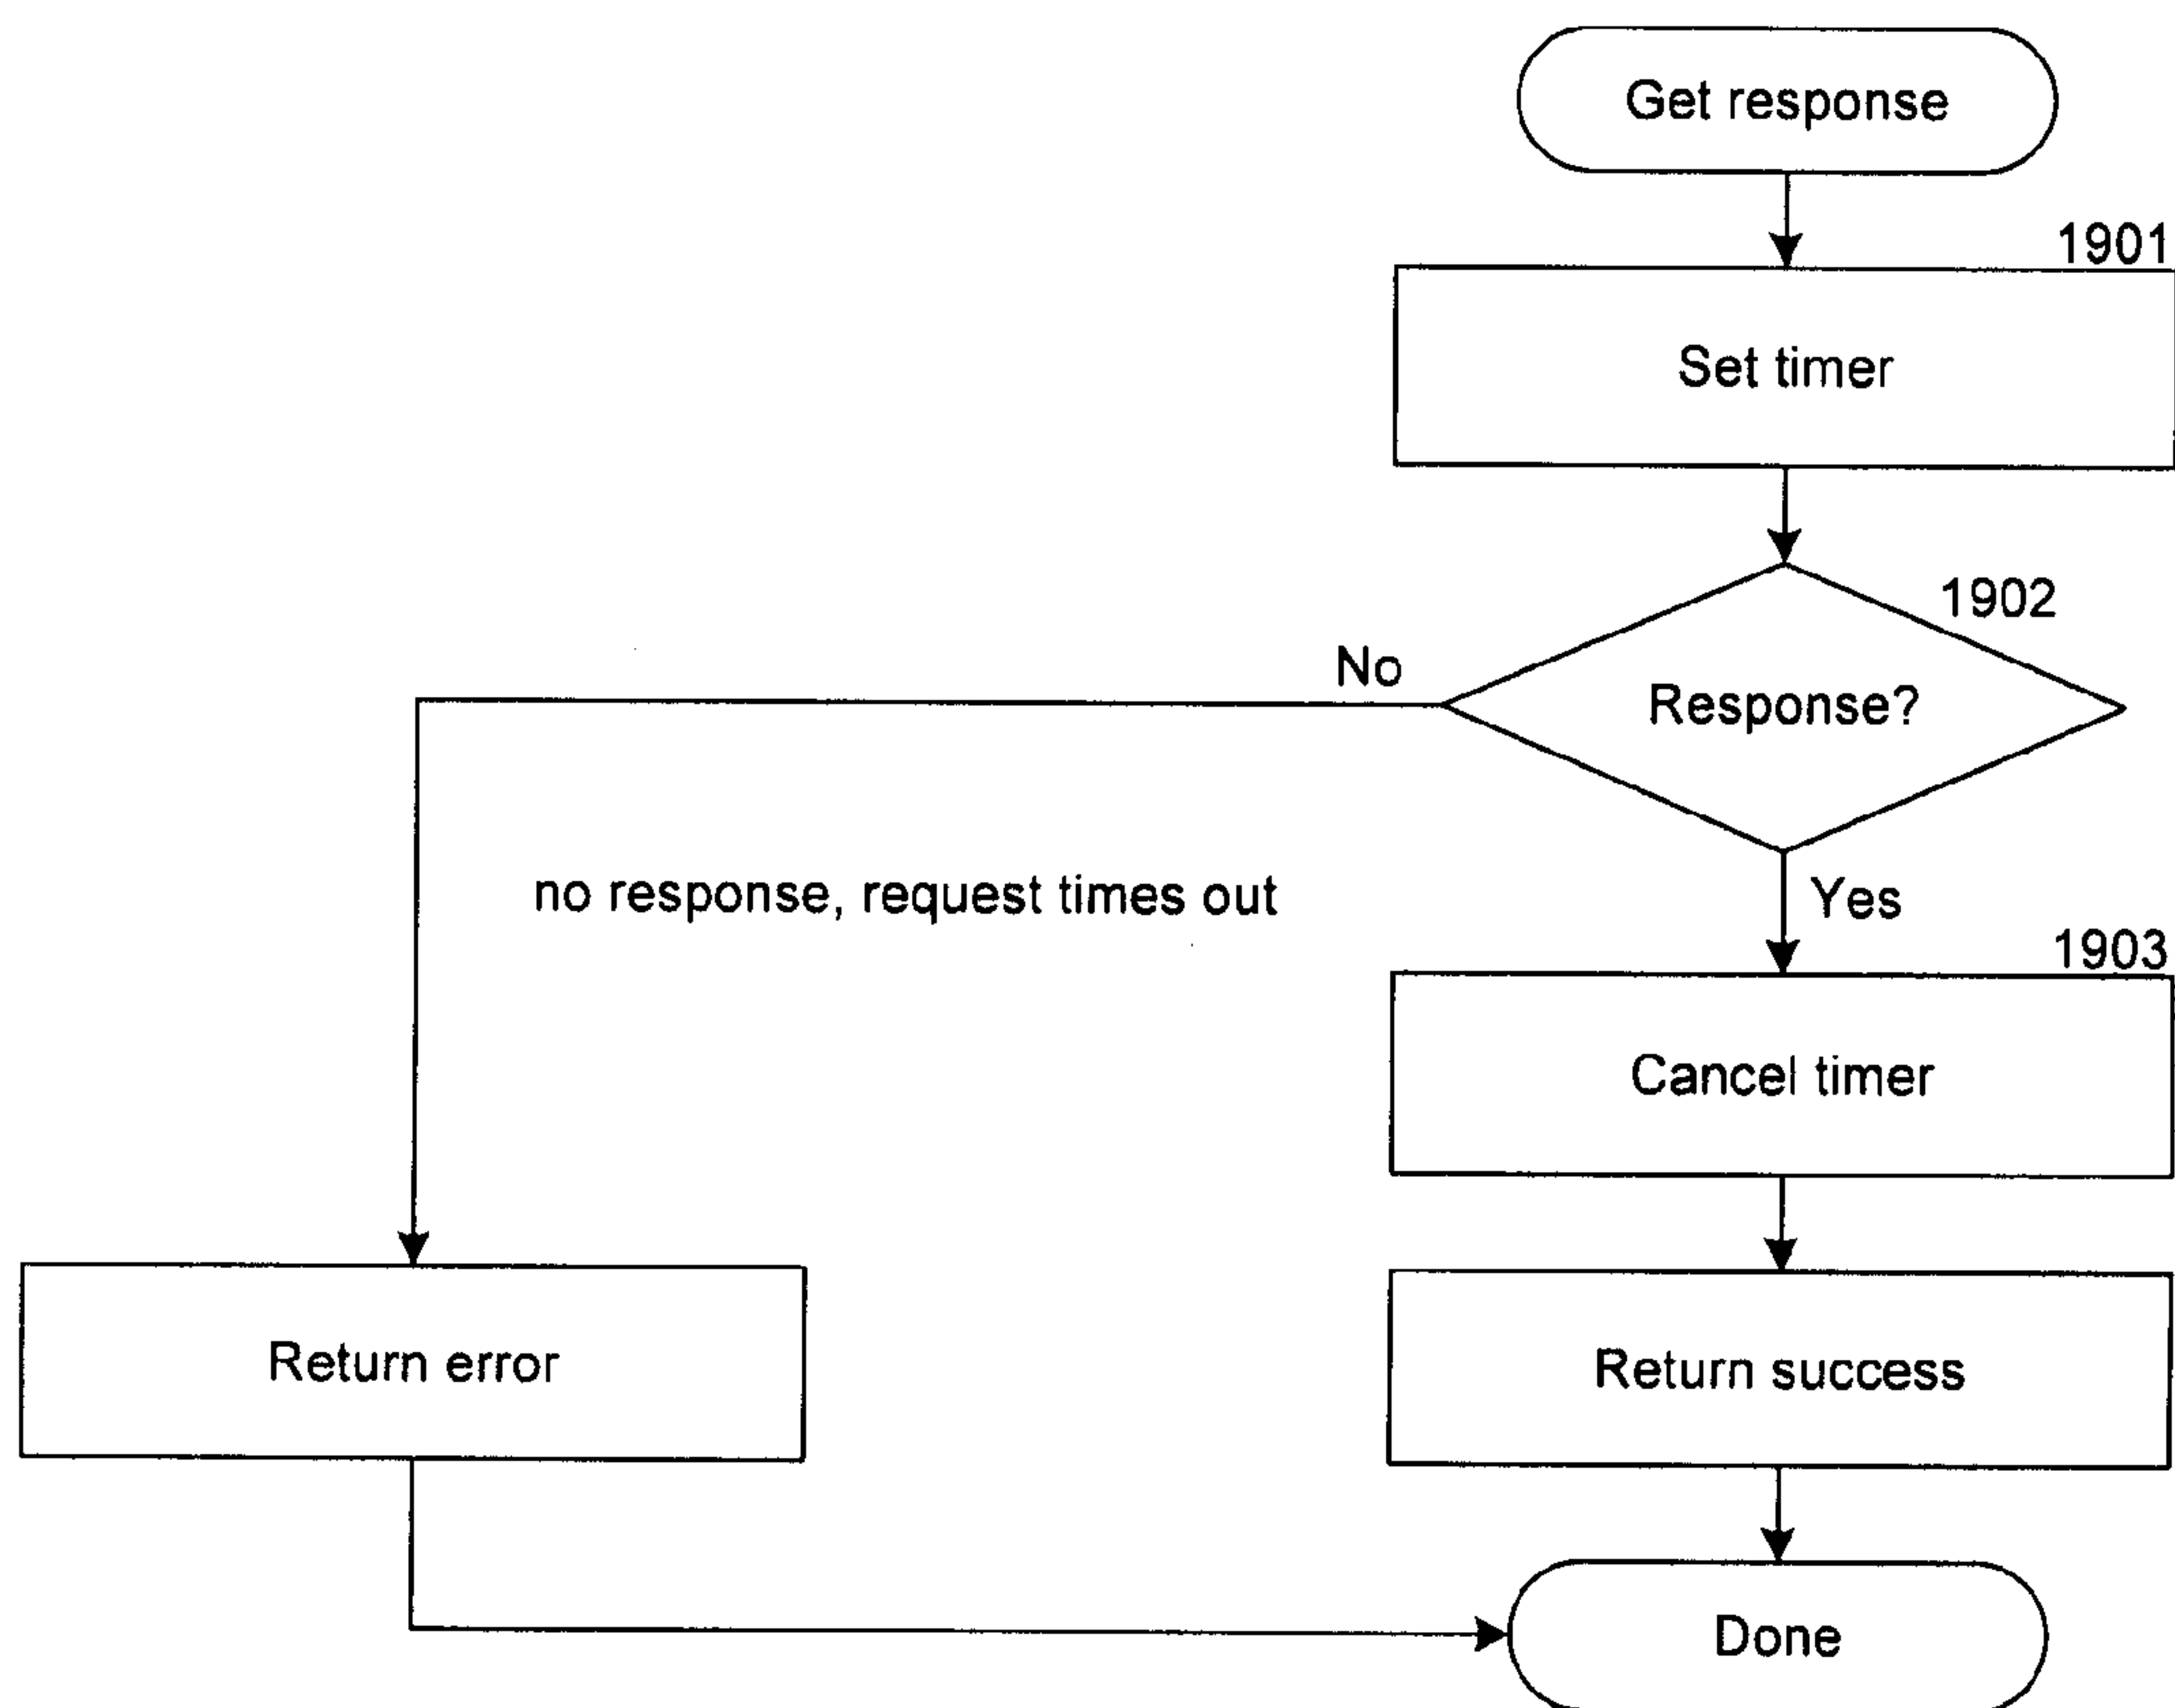 Get response
1901
Set timer
1902
No
Response?
no response, request times out
Yes
1903
Cancel timer
Return error
Return success
Done